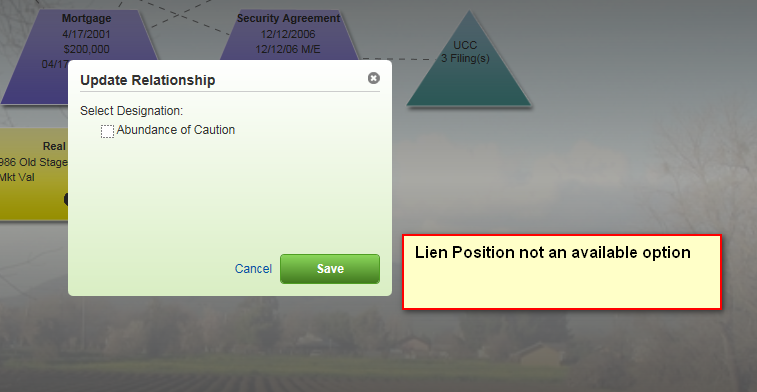 Mortgage
4/17/2001
$200,000
04/17
Security Agreement
12/12/2006
12/12/06 M/E
UCC
3 Filing(s)
Update Relationship
Select Designation:
Abundance of Caution
Real
986 Old Stage
Mkt Val
Cancel
Save
Lien Position not an available option